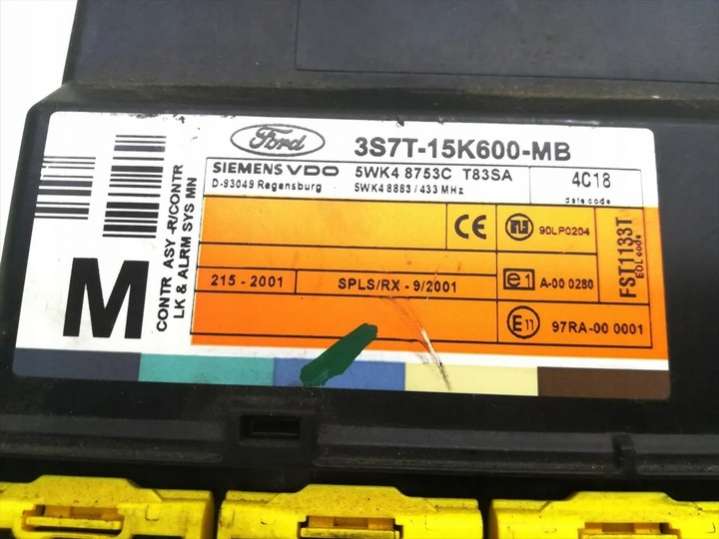 Ford
3S7T-15K600-MB
SIEMENS VDO 5WK4 8753C T83SA
D-93049 Regensburg 5WK4 8863 / 433 MHz
4C18
date code
CE
90LP0204
215 - 2001 SPLS/RX - 9/2001
e1 A-00 0280
E11 97RA-00 0001
FST1133T
EOL code
CONTR ASY -R/CONTR
LK & ALRM SYS MN
M